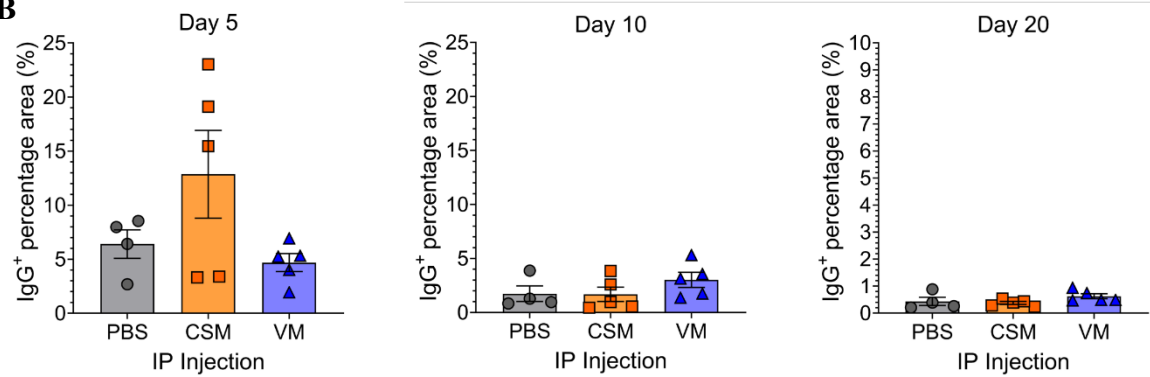 B
Day 5
IgG+ percentage area (%)
25
20
15
10
5
0
PBS CSM VM
IP Injection
Day 10
IgG+ percentage area (%)
25
20
15
10
5
0
PBS CSM VM
IP Injection
Day 20
IgG+ percentage area (%)
10
9
8
7
6
5
4
3
2
1
0
PBS CSM VM
IP Injection